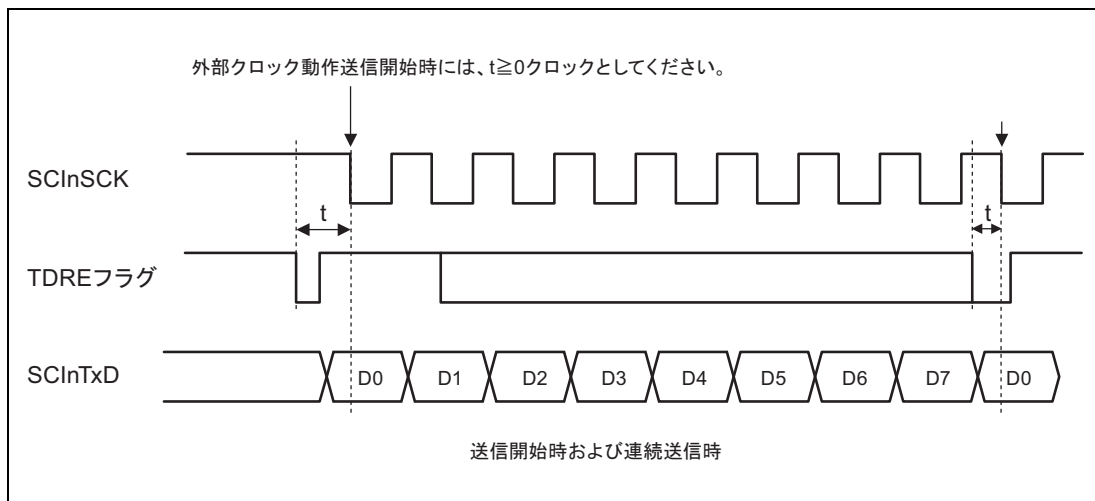 外部クロック動作送信開始時には、t≧0クロックとしてください。
SCInSCK
t
t
TDREフラグ
SCInTxD
D0
D1
D2
D3
D4
D5
D6
D7
D0
送信開始時および連続送信時